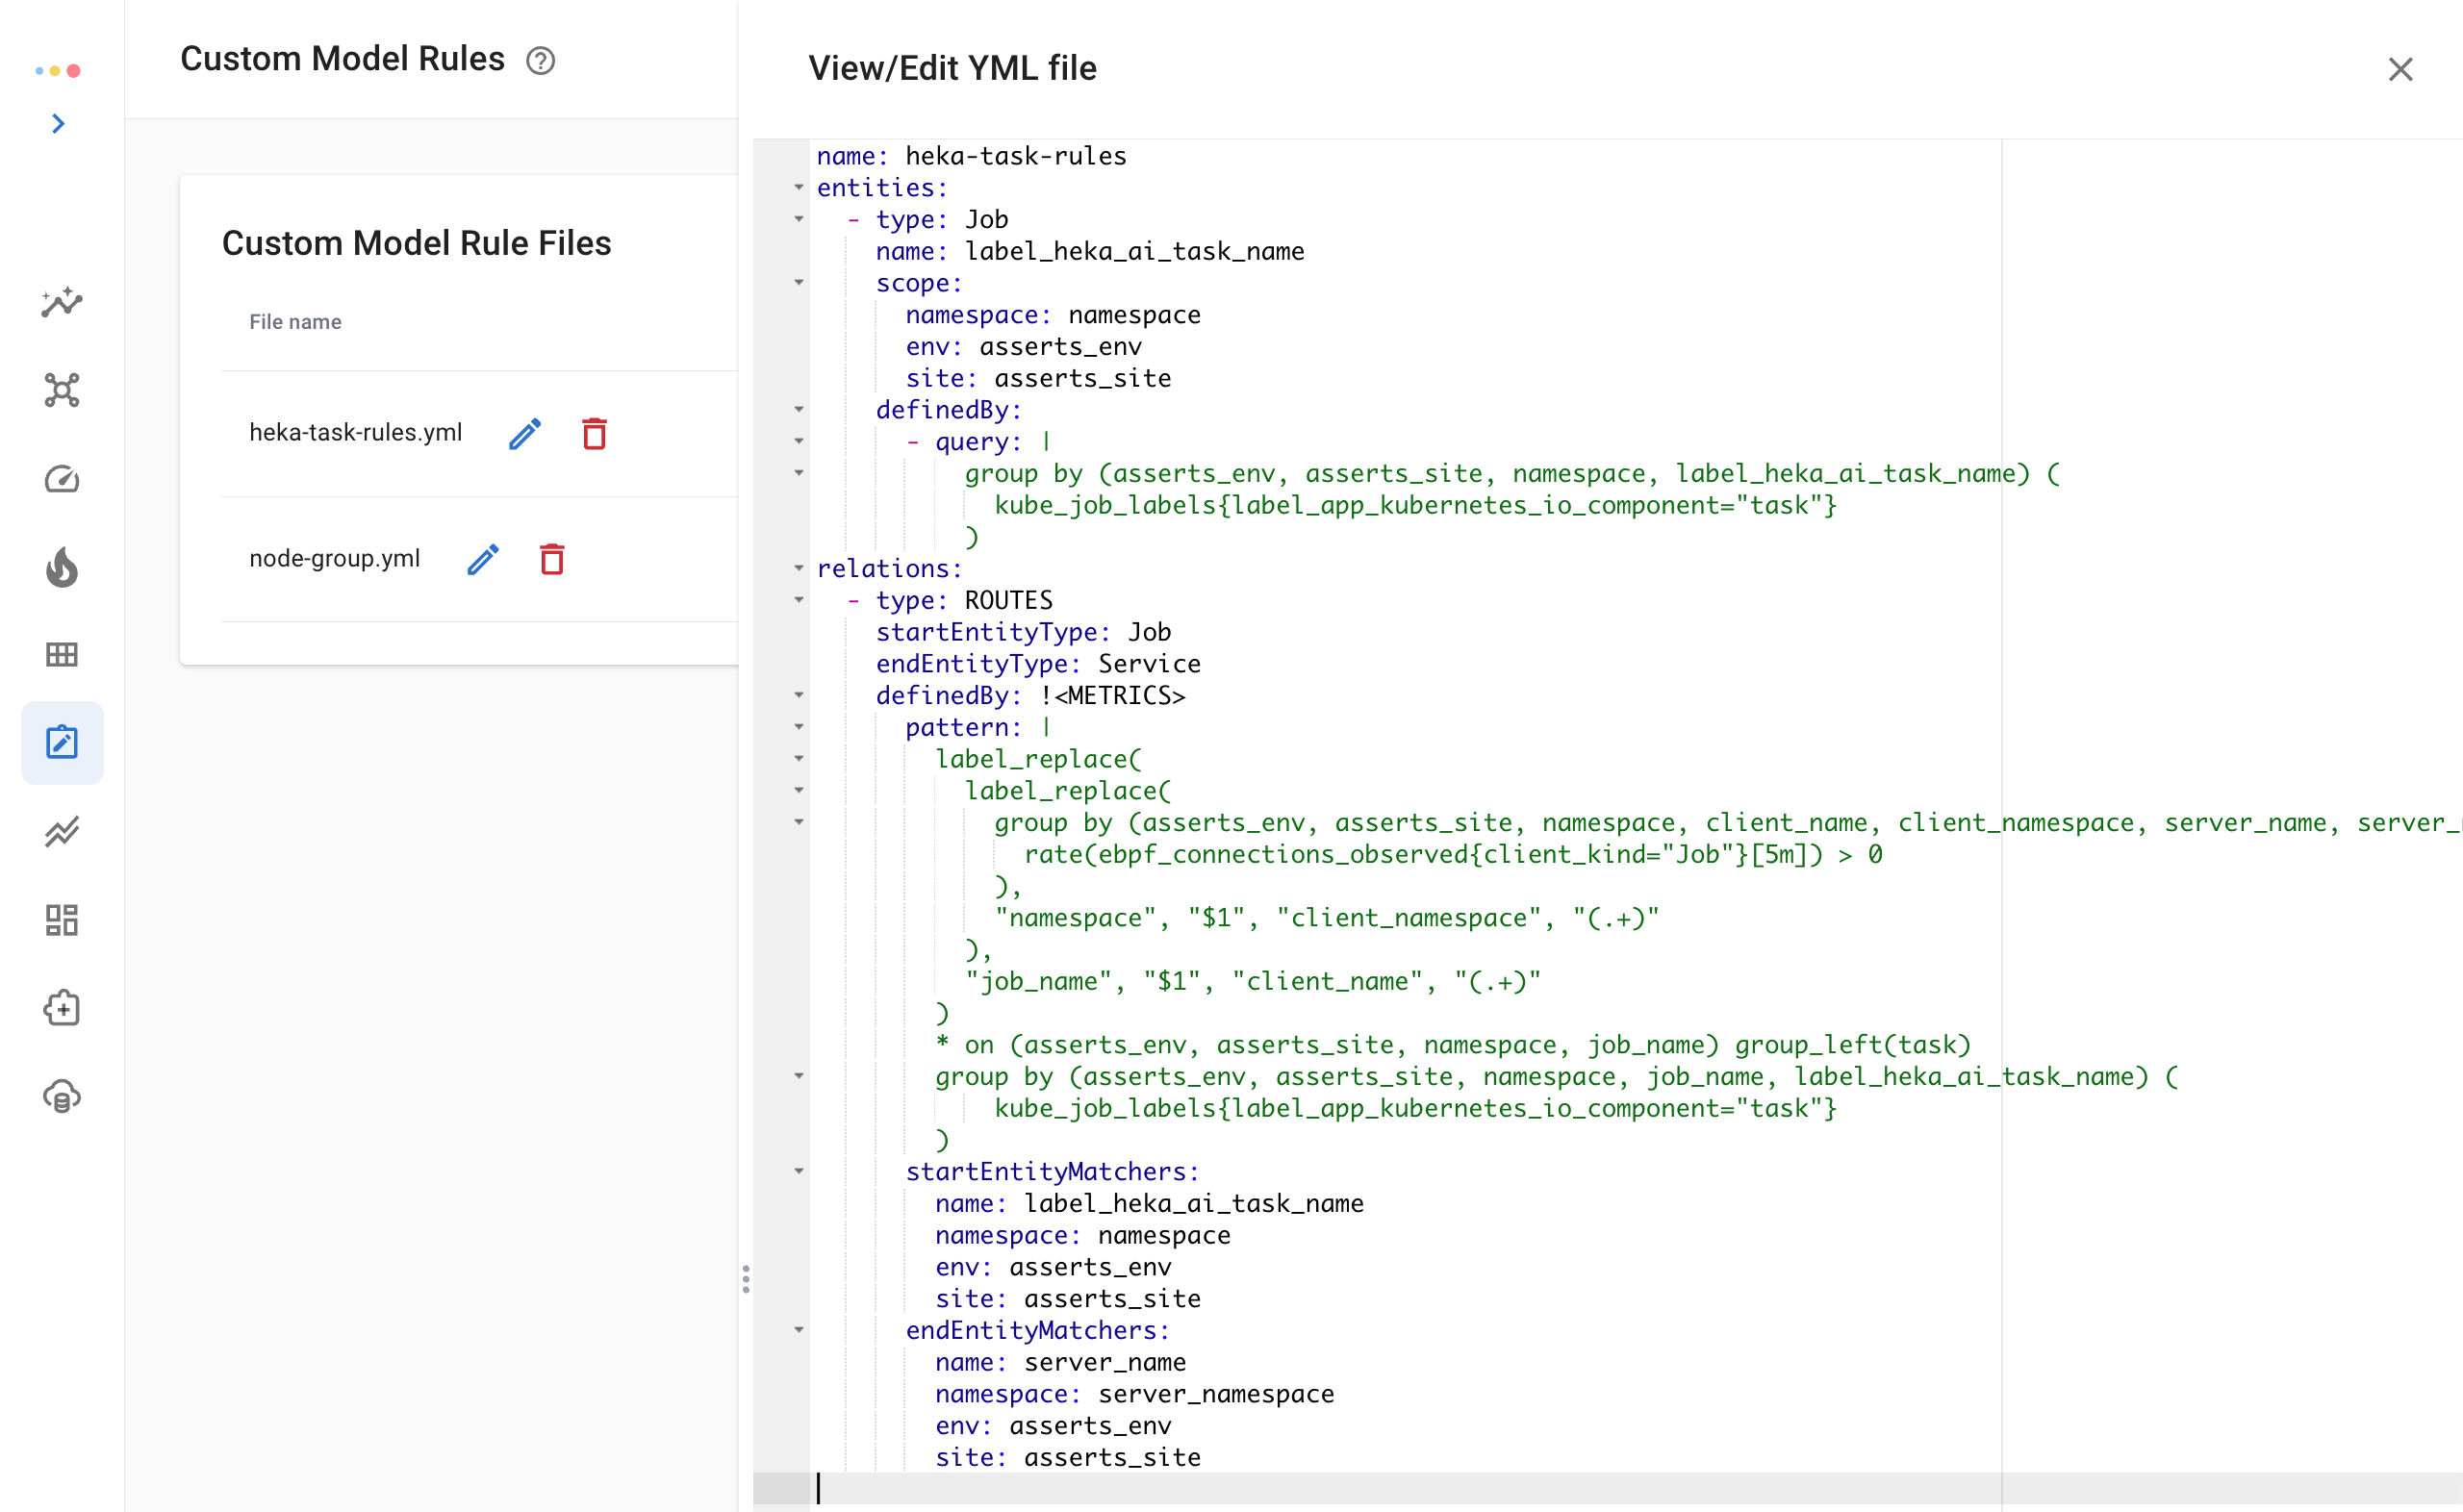 Custom Model Rules
Custom Model Rule Files
File name
heka-task-rules.yml
node-group.yml
View/Edit YML file
name: heka-task-rules
entities:
  - type: Job
    name: label_heka_ai_task_name
    scope:
      namespace: namespace
      env: asserts_env
      site: asserts_site
    definedBy:
      - query: |
          group by (asserts_env, asserts_site, namespace, label_heka_ai_task_name) (
            kube_job_labels{label_app_kubernetes_io_component="task"}
          )
relations:
  - type: ROUTES
    startEntityType: Job
    endEntityType: Service
    definedBy: !<METRICS>
      pattern: |
        label_replace(
          label_replace(
            group by (asserts_env, asserts_site, namespace, client_name, client_namespace, server_name, server_
              rate(ebpf_connections_observed{client_kind="Job"}[5m]) > 0
            ),
            "namespace", "$1", "client_namespace", "(.+)"
          ),
          "job_name", "$1", "client_name", "(.+)"
        )
        * on (asserts_env, asserts_site, namespace, job_name) group_left(task)
        group by (asserts_env, asserts_site, namespace, job_name, label_heka_ai_task_name) (
            kube_job_labels{label_app_kubernetes_io_component="task"}
        )
      startEntityMatchers:
        name: label_heka_ai_task_name
        namespace: namespace
        env: asserts_env
        site: asserts_site
      endEntityMatchers:
        name: server_name
        namespace: server_namespace
        env: asserts_env
        site: asserts_site